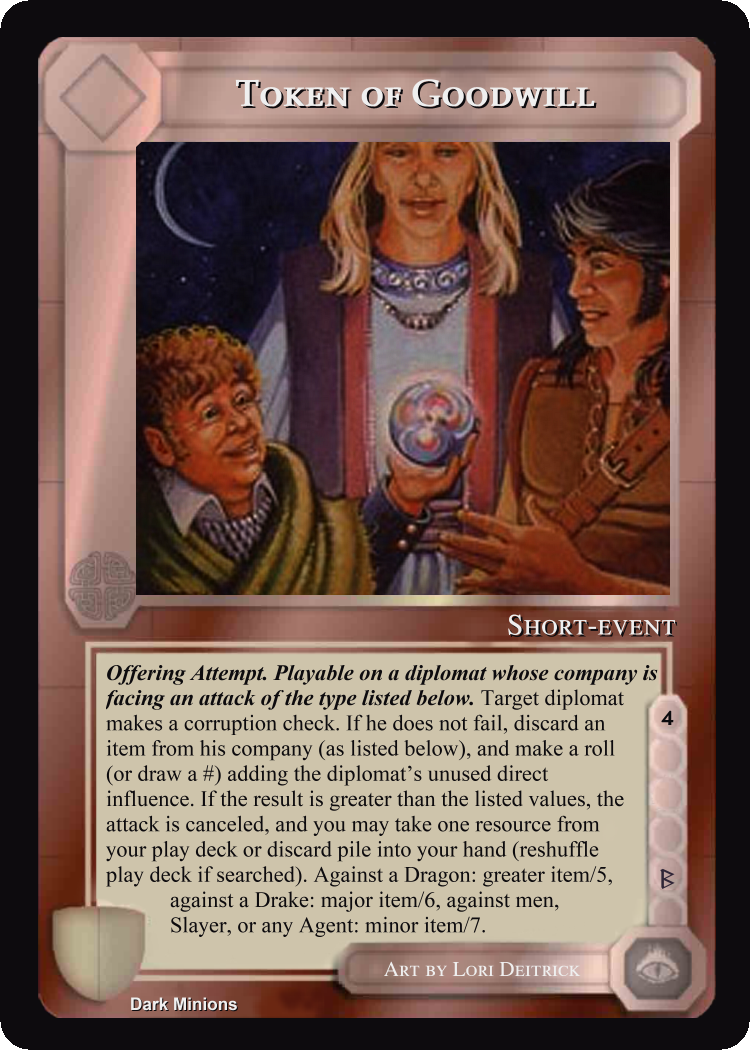 Token of Goodwill
Short-event
Offering Attempt. Playable on a diplomat whose company is
facing an attack of the type listed below. Target diplomat
makes a corruption check. If he does not fail, discard an
item from his company (as listed below), and make a roll
(or draw a #) adding the diplomat's unused direct
influence. If the result is greater than the listed values, the
attack is canceled, and you may take one resource from
your play deck or discard pile into your hand (reshuffle
play deck if searched). Against a Dragon: greater item/5,
against a Drake: major item/6, against men,
Slayer, or any Agent: minor item/7.
4
Art by Lori Deitrick
Dark Minions